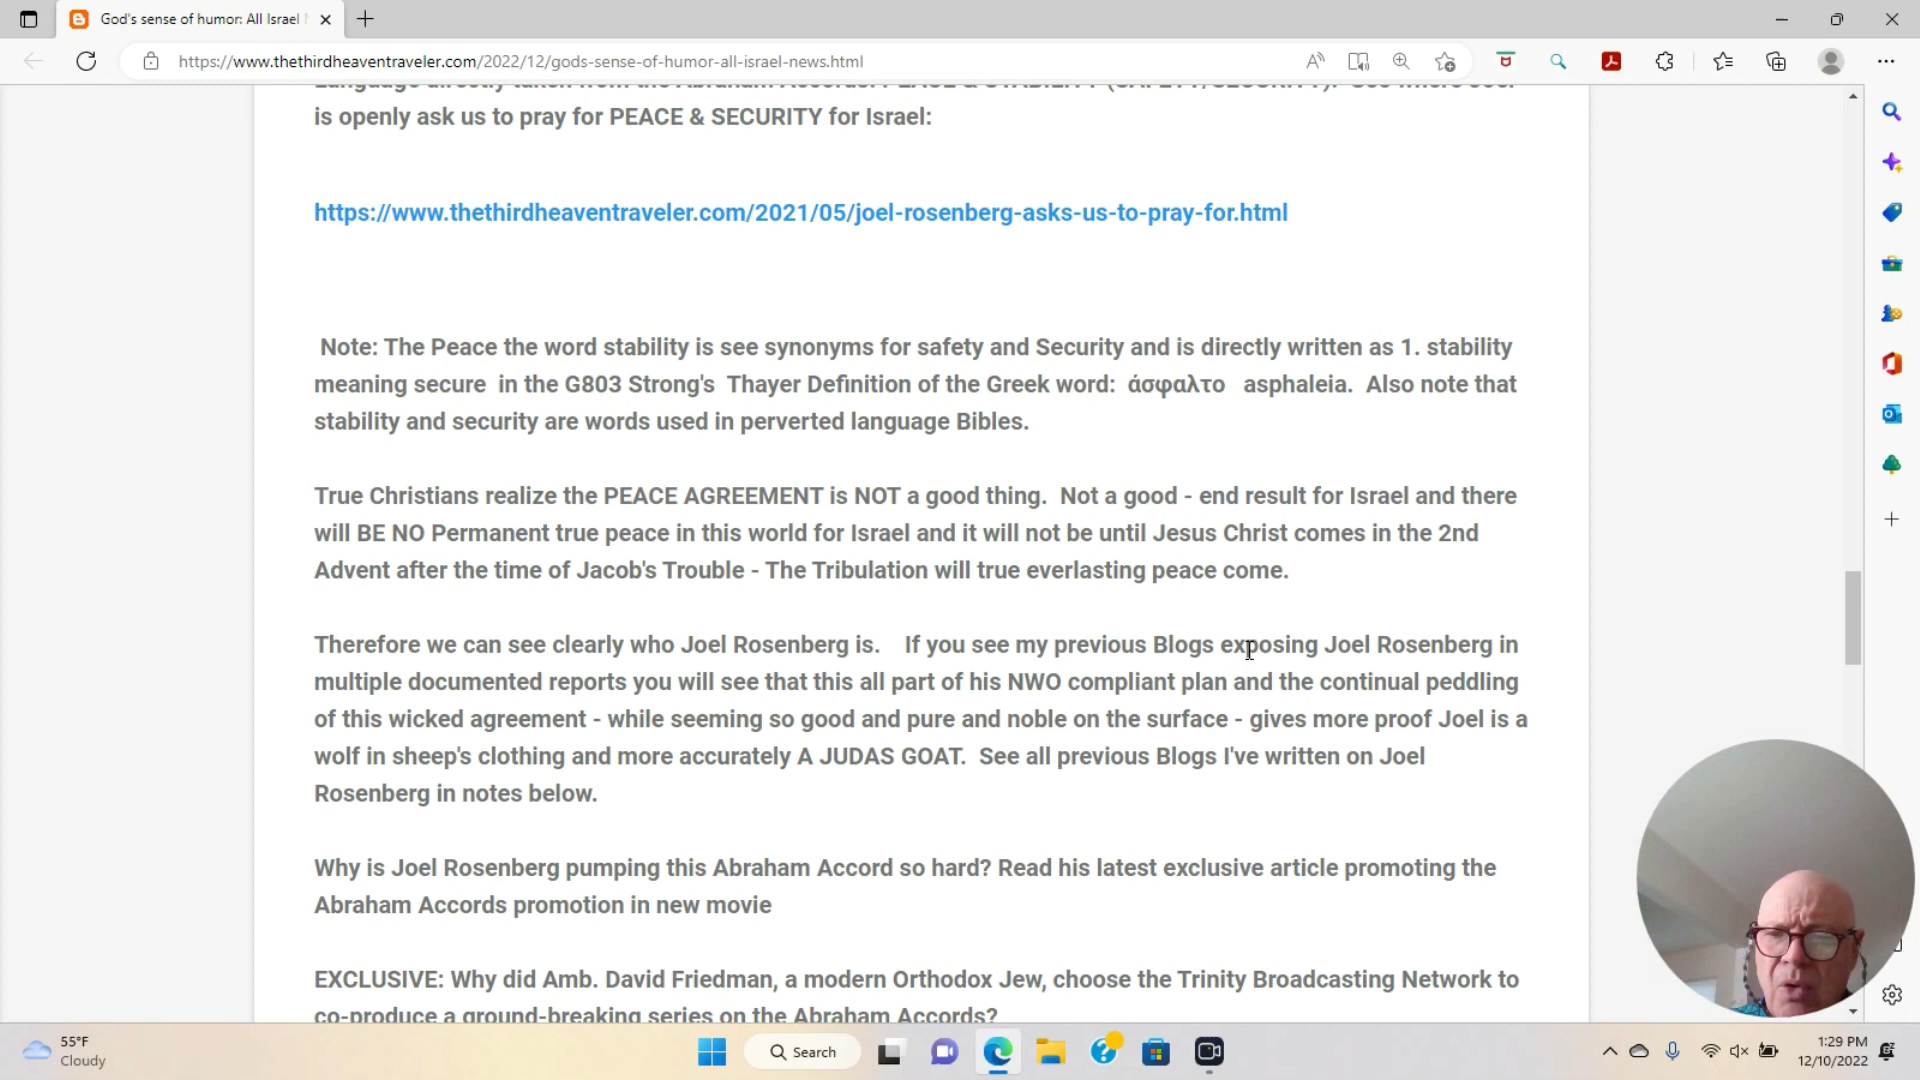 God's sense of humor: All Israel
https://www.thethirdheaventraveler.com/2022/12/gods-sense-of-humor-all-israel-news.html
is openly ask us to pray for PEACE & SECURITY for Israel:
https://www.thethirdheaventraveler.com/2021/05/joel-rosenberg-asks-us-to-pray-for.html
Note: The Peace the word stability is see synonyms for safety and Security and is directly written as 1. stability
meaning secure in the G803 Strong's Thayer Definition of the Greek word: άσφαλτο asphaleia. Also note that
stability and security are words used in perverted language Bibles.
True Christians realize the PEACE AGREEMENT is NOT a good thing. Not a good - end result for Israel and there
will BE NO Permanent true peace in this world for Israel and it will not be until Jesus Christ comes in the 2nd
Advent after the time of Jacob's Trouble - The Tribulation will true everlasting peace come.
Therefore we can see clearly who Joel Rosenberg is. If you see my previous Blogs exposing Joel Rosenberg in
multiple documented reports you will see that this all part of his NWO compliant plan and the continual peddling
of this wicked agreement - while seeming so good and pure and noble on the surface - gives more proof Joel is a
wolf in sheep's clothing and more accurately A JUDAS GOAT. See all previous Blogs I've written on Joel
Rosenberg in notes below.
Why is Joel Rosenberg pumping this Abraham Accord so hard? Read his latest exclusive article promoting the
Abraham Accords promotion in new movie
EXCLUSIVE: Why did Amb. David Friedman, a modern Orthodox Jew, choose the Trinity Broadcasting Network to
co-produce a ground-breaking series on the Abraham Accords?
55°F
Cloudy
Search
1:29 PM
12/10/2022